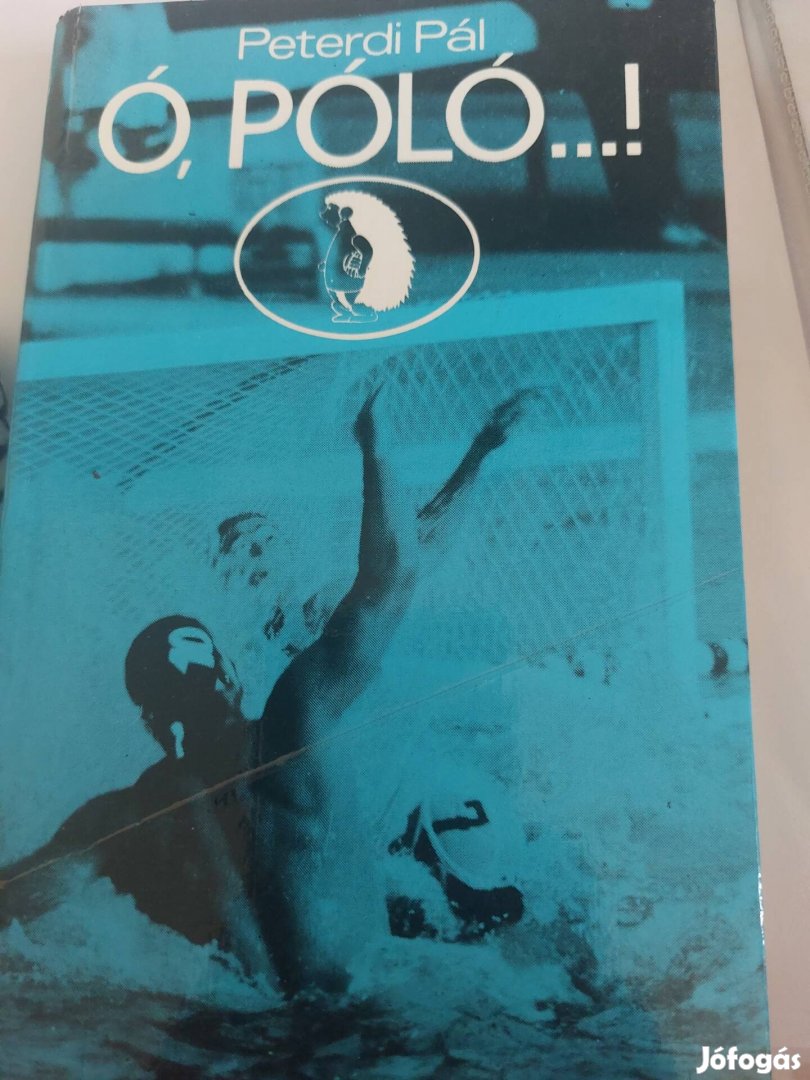 Peterdi Pál
Ó, PÓLÓ...!
Jófogás